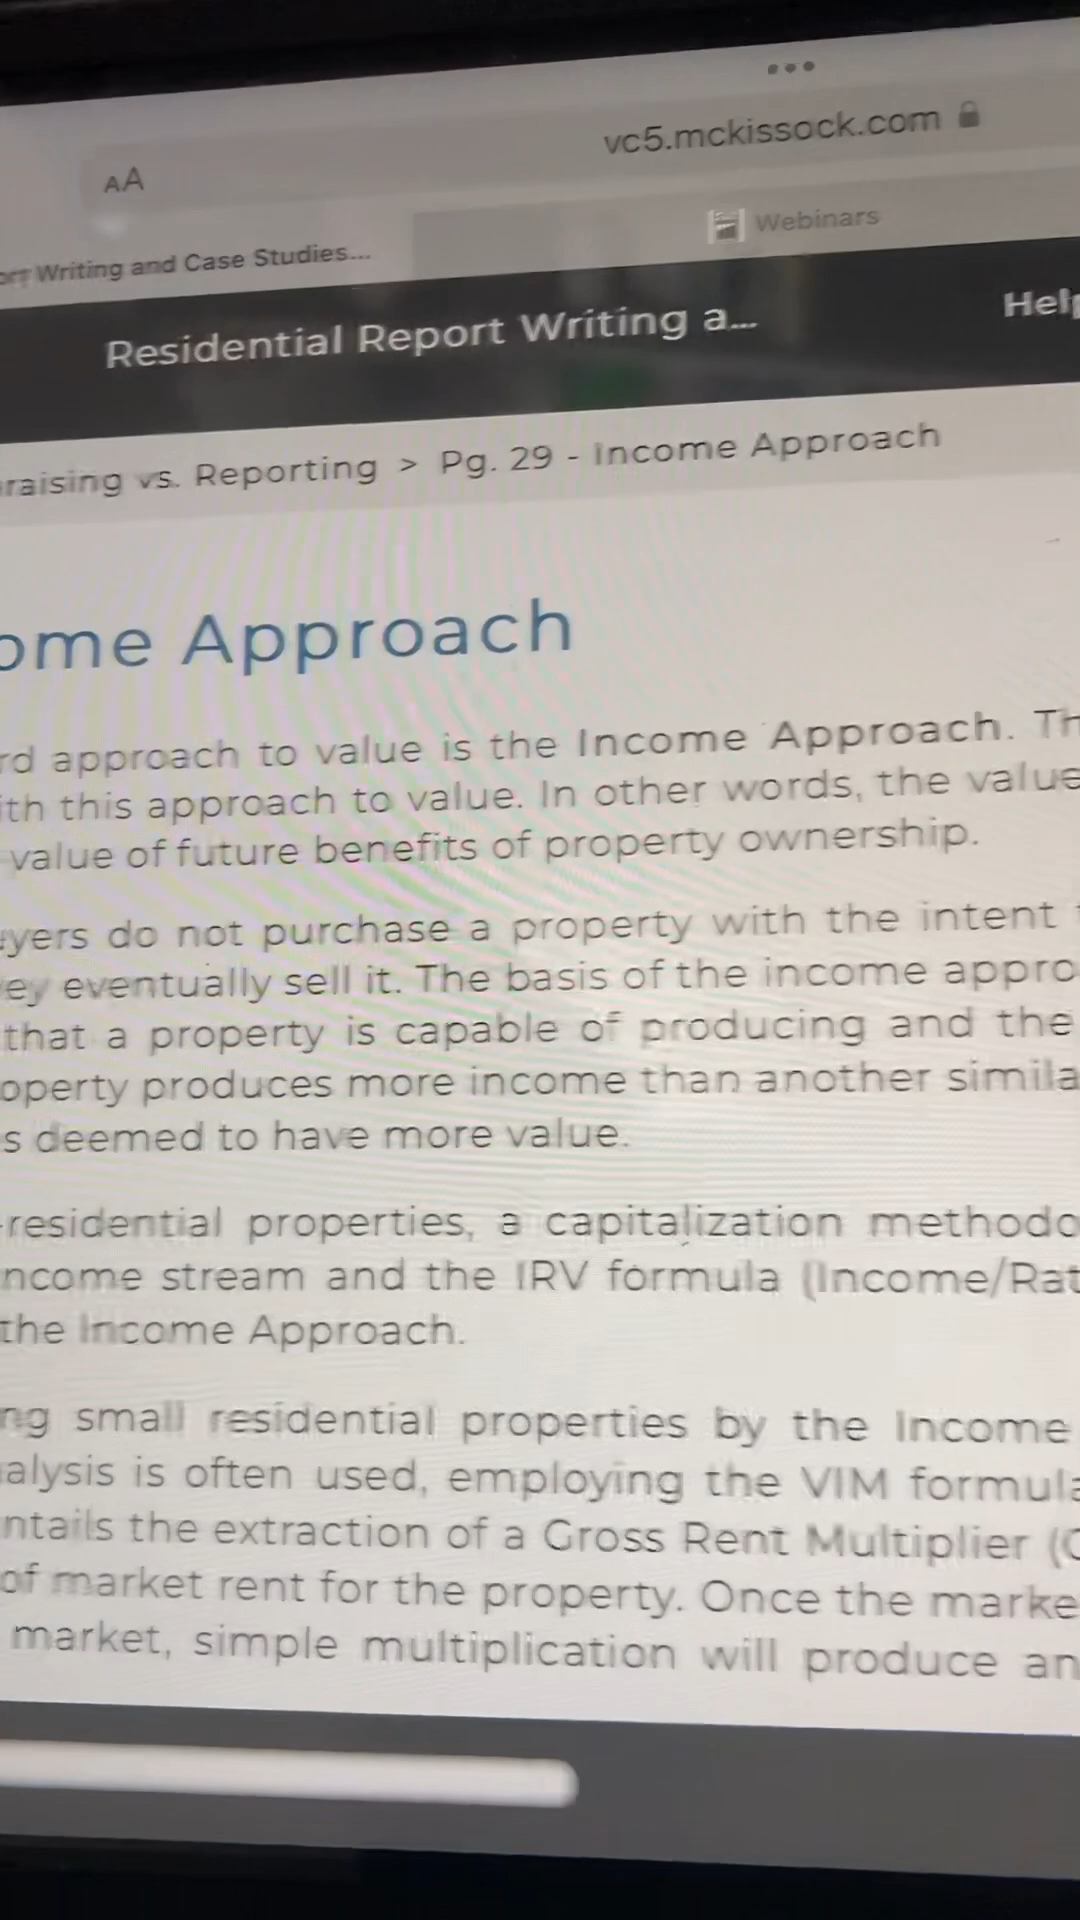 vc5.mckissock.com
AA
Webinars
Writing and Case Studies...
Residential Report Writing a...
Help
raising vs. Reporting > Pg. 29 - Income Approach
ome Approach
rd approach to value is the Income Approach. Th
ith this approach to value. In other words, the value
value of future benefits of property ownership.
yers do not purchase a property with the intent
ey eventually sell it. The basis of the income appro
that a property is capable of producing and the
operty produces more income than another simila
s deemed to have more value.
-residential properties, a capitalization methodo
ncome stream and the IRV formula (Income/Rat
the Income Approach.
ng small residential properties by the Income
alysis is often used, employing the VIM formula
ntails the extraction of a Gross Rent Multiplier (G
of market rent for the property. Once the marke
market, simple multiplication will produce an